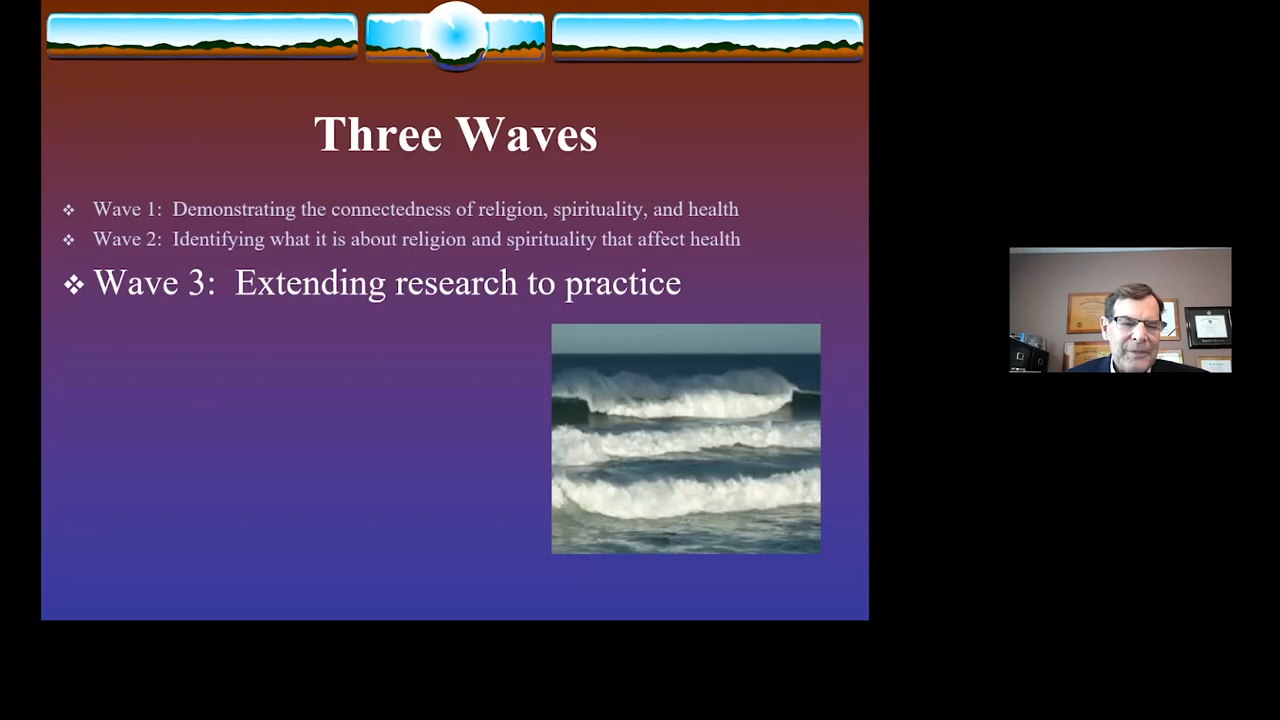 Three Waves
Wave 1: Demonstrating the connectedness of religion, spirituality, and health
Wave 2: Identifying what it is about religion and spirituality that affect health
Wave 3: Extending research to practice